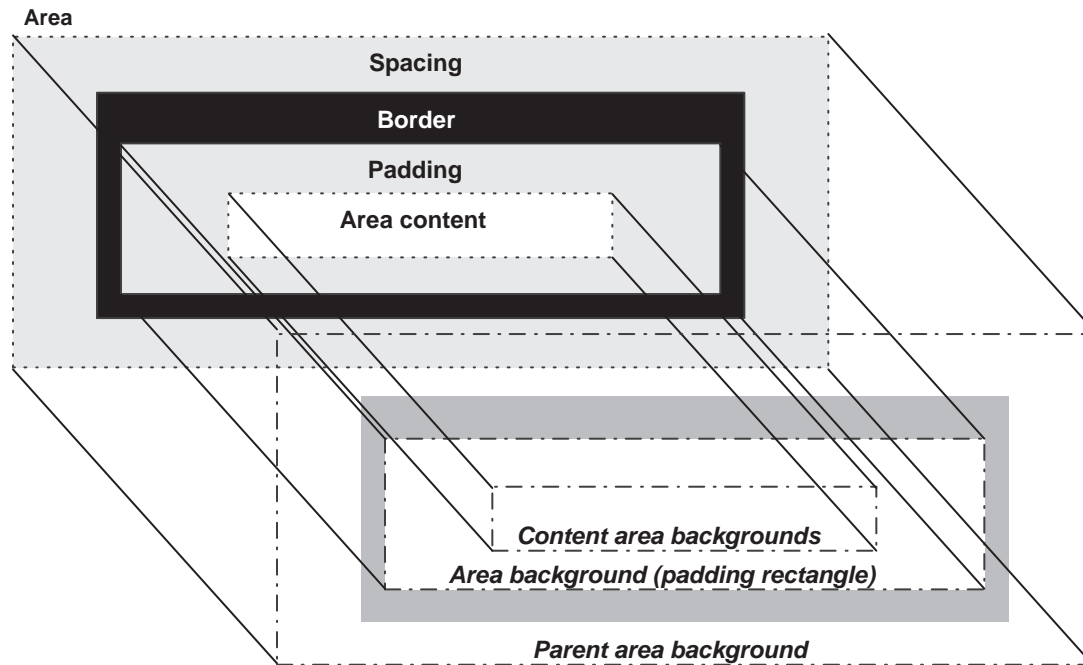 Area
Spacing
Border
Padding
Area content
Content area backgrounds
Area background (padding rectangle)
Parent area background